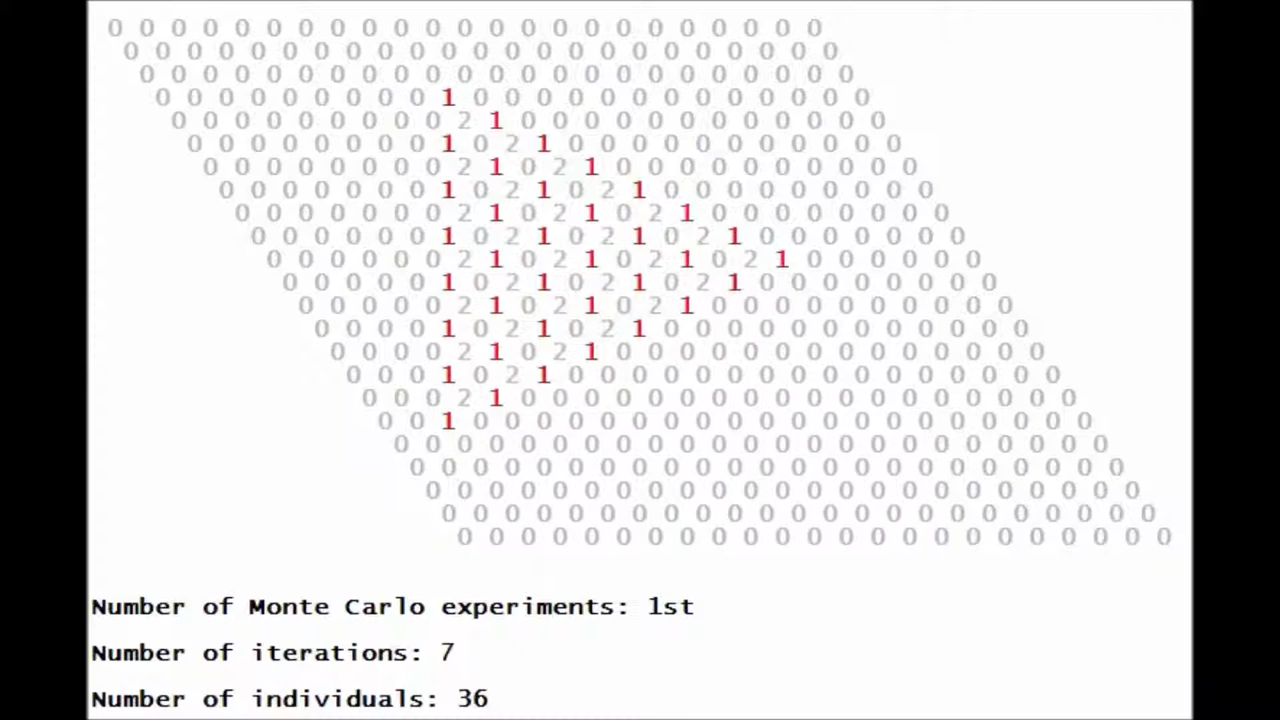 0 0 0 0 0 0 0 0 0 0 0 0 0 0 0 0 0 0 0 0 0 0 0
0 0 0 0 0 0 0 0 0 0 0 0 0 0 0 0 0 0 0 0 0 0 0
0 0 0 0 0 0 0 0 0 0 0 0 0 0 0 0 0 0 0 0 0 0 0
0 0 0 0 0 0 0 0 0 1 0 0 0 0 0 0 0 0 0 0 0 0 0
0 0 0 0 0 0 0 0 0 2 1 0 0 0 0 0 0 0 0 0 0 0 0
0 0 0 0 0 0 0 0 1 0 2 1 0 0 0 0 0 0 0 0 0 0 0
0 0 0 0 0 0 0 0 2 1 0 2 1 0 0 0 0 0 0 0 0 0 0
0 0 0 0 0 0 0 1 0 2 1 0 2 1 0 0 0 0 0 0 0 0 0
0 0 0 0 0 0 0 2 1 0 2 1 0 2 1 0 0 0 0 0 0 0 0
0 0 0 0 0 0 1 0 2 1 0 2 1 0 2 1 0 0 0 0 0 0 0
0 0 0 0 0 0 2 1 0 2 1 0 2 1 0 2 1 0 0 0 0 0 0
0 0 0 0 0 1 0 2 1 0 2 1 0 2 1 0 0 0 0 0 0 0 0
0 0 0 0 0 2 1 0 2 1 0 2 1 0 0 0 0 0 0 0 0 0 0
0 0 0 0 1 0 2 1 0 2 1 0 0 0 0 0 0 0 0 0 0 0 0
0 0 0 0 2 1 0 2 1 0 0 0 0 0 0 0 0 0 0 0 0 0 0
0 0 0 1 0 2 1 0 0 0 0 0 0 0 0 0 0 0 0 0 0 0 0
0 0 0 2 1 0 0 0 0 0 0 0 0 0 0 0 0 0 0 0 0 0 0
0 0 1 0 0 0 0 0 0 0 0 0 0 0 0 0 0 0 0 0 0 0 0
0 0 0 0 0 0 0 0 0 0 0 0 0 0 0 0 0 0 0 0 0 0 0
0 0 0 0 0 0 0 0 0 0 0 0 0 0 0 0 0 0 0 0 0 0 0
0 0 0 0 0 0 0 0 0 0 0 0 0 0 0 0 0 0 0 0 0 0 0
0 0 0 0 0 0 0 0 0 0 0 0 0 0 0 0 0 0 0 0 0 0 0
0 0 0 0 0 0 0 0 0 0 0 0 0 0 0 0 0 0 0 0 0 0 0
Number of Monte Carlo experiments: 1st
Number of iterations: 7
Number of individuals: 36